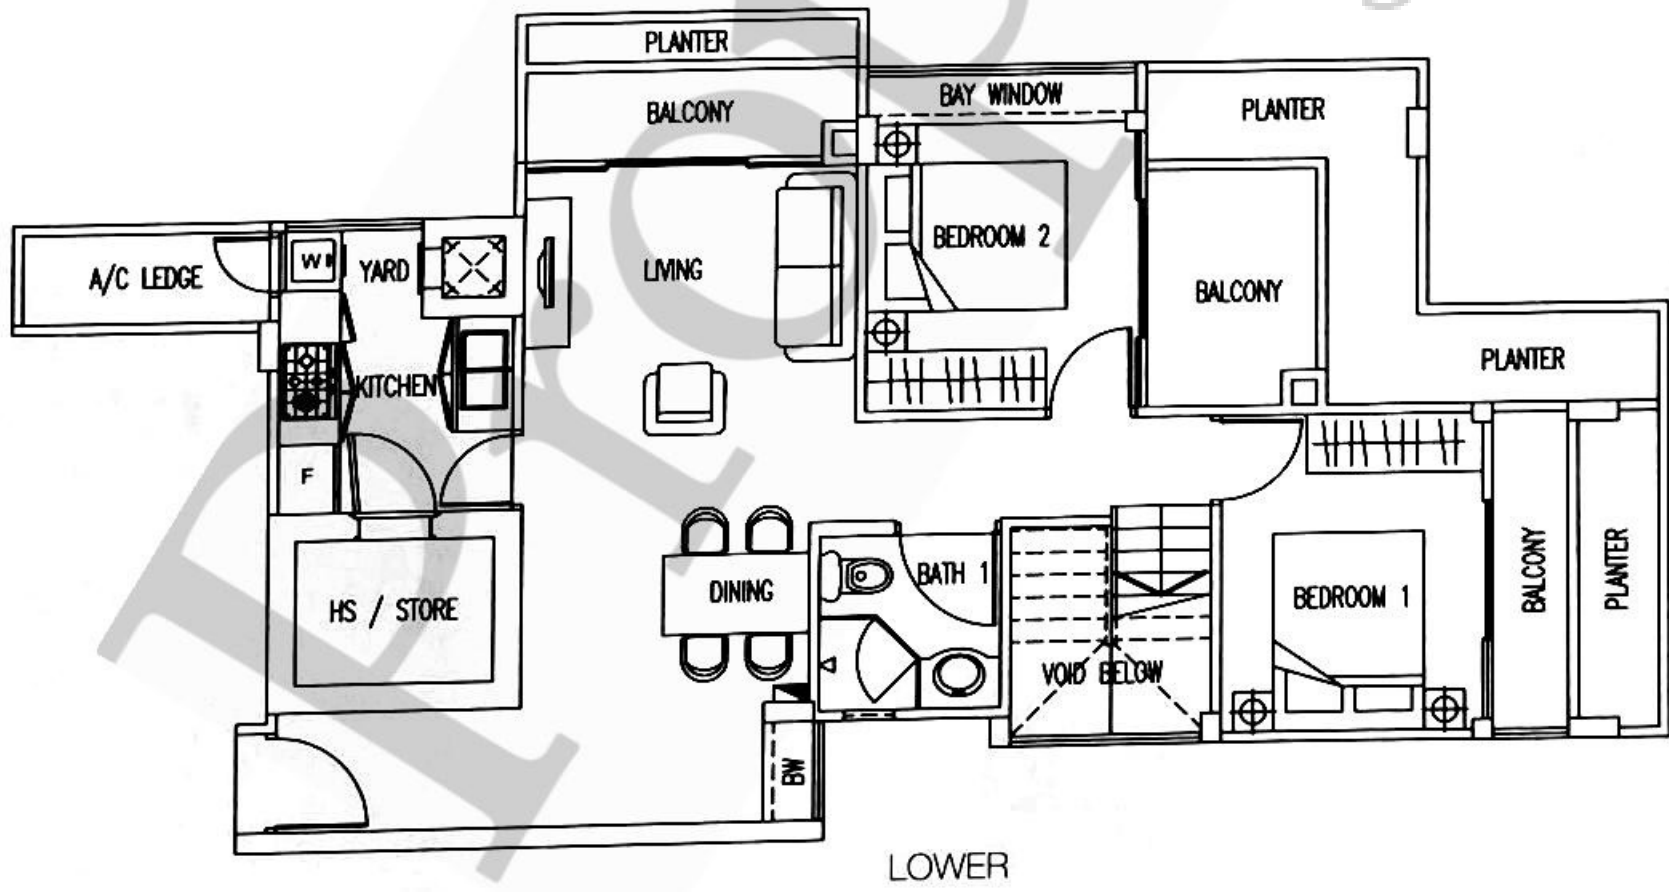 PLANTER
BALCONY
BAY WINDOW
PLANTER
A/C LEDGE
W
YARD
LIVING
BEDROOM 2
BALCONY
KITCHEN
PLANTER
F
HS / STORE
DINING
BATH 1
VOID BELOW
BEDROOM 1
BALCONY
PLANTER
BW
LOWER